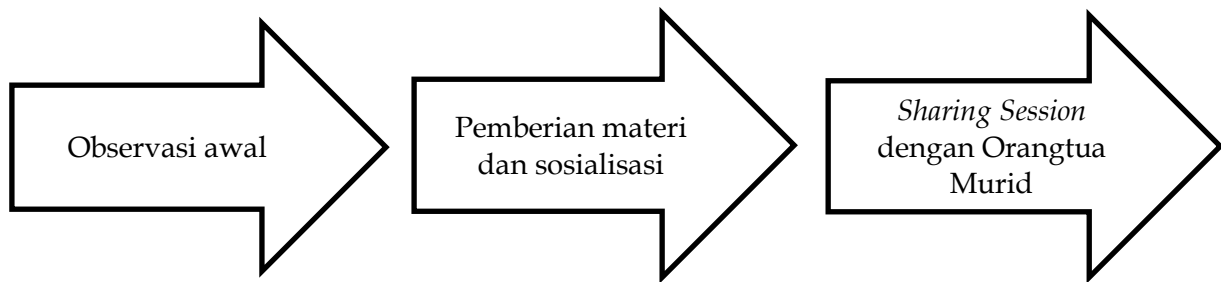 Observasi awal
Pemberian materi
dan sosialisasi
Sharing Session
dengan Orangtua
Murid